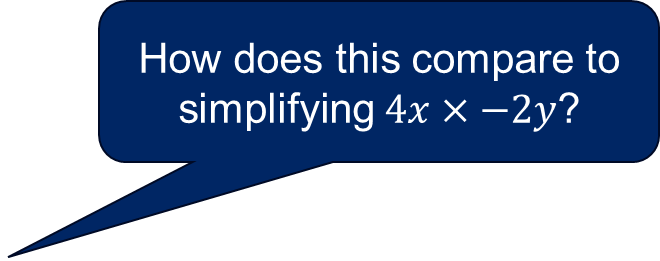 How does this compare to
simplifying 4𝑥 × −2𝑦?